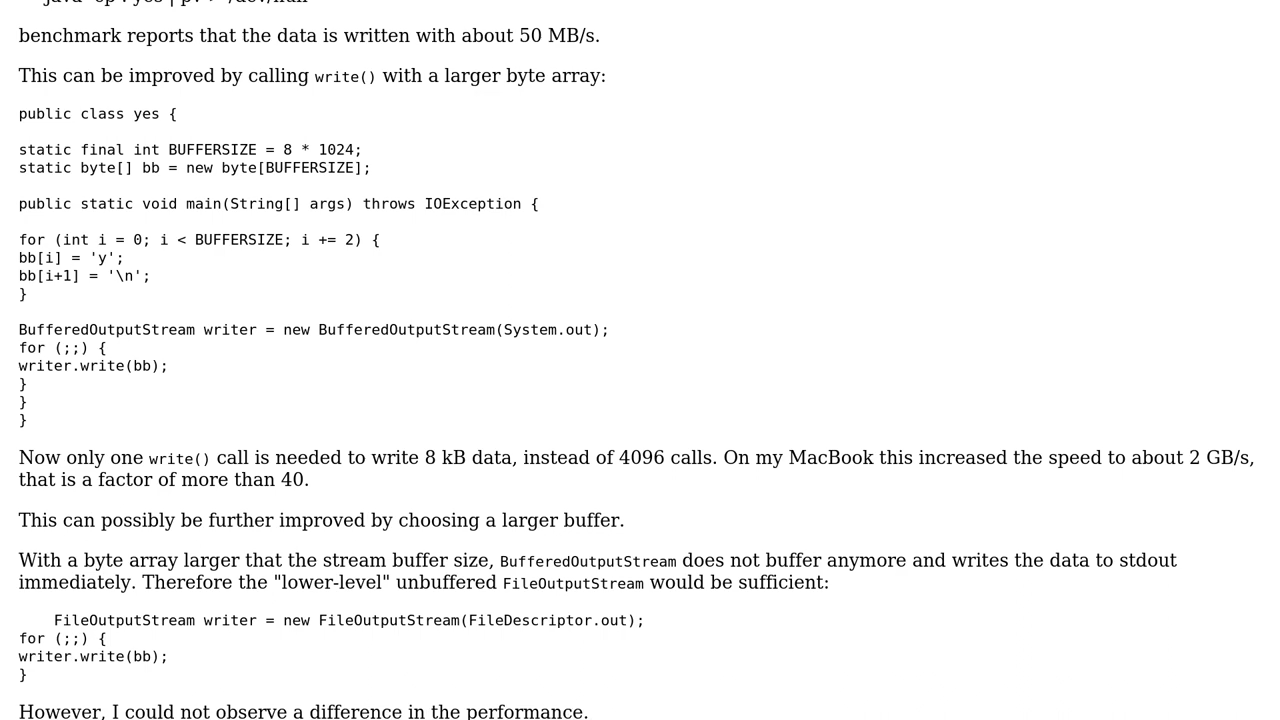 benchmark reports that the data is written with about 50 MB/s.
This can be improved by calling write() with a larger byte array:
public class yes {
static final int BUFFERSIZE = 8 * 1024;
static byte[] bb = new byte[BUFFERSIZE];
public static void main(String[] args) throws IOException {
for (int i = 0; i < BUFFERSIZE; i += 2) {
bb[i] = 'y';
bb[i+1] = '\n';
}
BufferedOutputStream writer = new BufferedOutputStream(System.out);
for (;;) {
writer.write(bb);
}
}
}
Now only one write() call is needed to write 8 kB data, instead of 4096 calls. On my MacBook this increased the speed to about 2 GB/s,
that is a factor of more than 40.
This can possibly be further improved by choosing a larger buffer.
With a byte array larger that the stream buffer size, BufferedOutputStream does not buffer anymore and writes the data to stdout
immediately. Therefore the "lower-level" unbuffered FileOutputStream would be sufficient:
    FileOutputStream writer = new FileOutputStream(FileDescriptor.out);
for (;;) {
writer.write(bb);
}
However, I could not observe a difference in the performance.